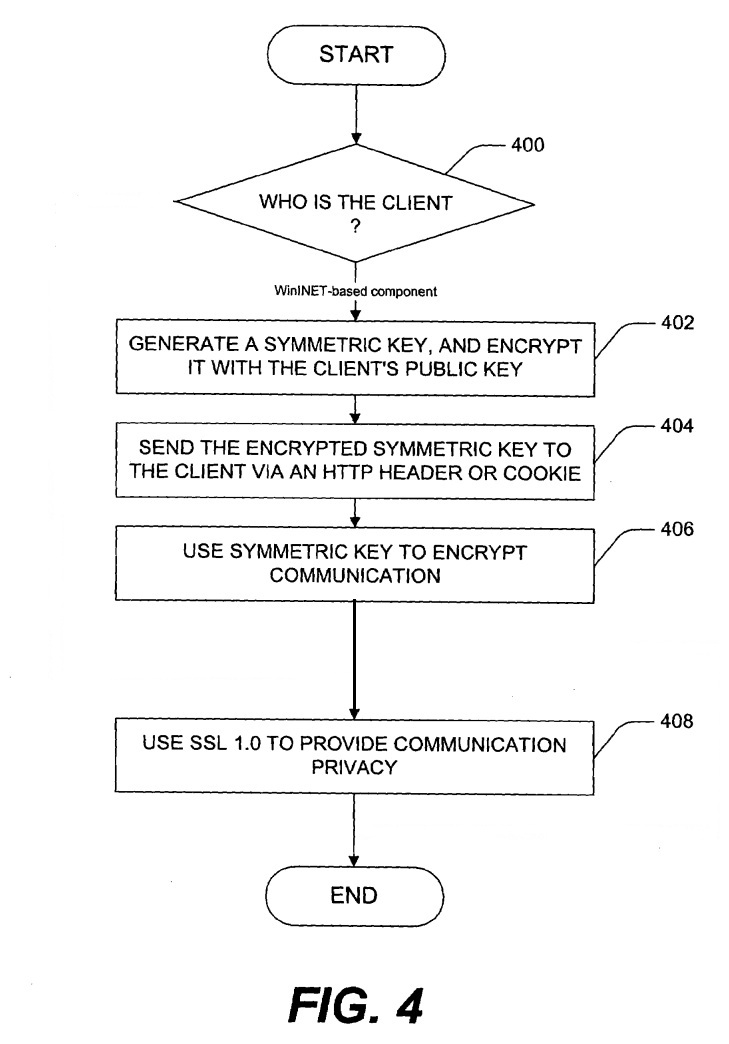 START
400
WHO IS THE CLIENT
?
WinINET-based component
402
GENERATE A SYMMETRIC KEY, AND ENCRYPT
IT WITH THE CLIENT'S PUBLIC KEY
404
SEND THE ENCRYPTED SYMMETRIC KEY TO
THE CLIENT VIA AN HTTP HEADER OR COOKIE
406
USE SYMMETRIC KEY TO ENCRYPT
COMMUNICATION
408
USE SSL 1.0 TO PROVIDE COMMUNICATION
PRIVACY
END
FIG. 4